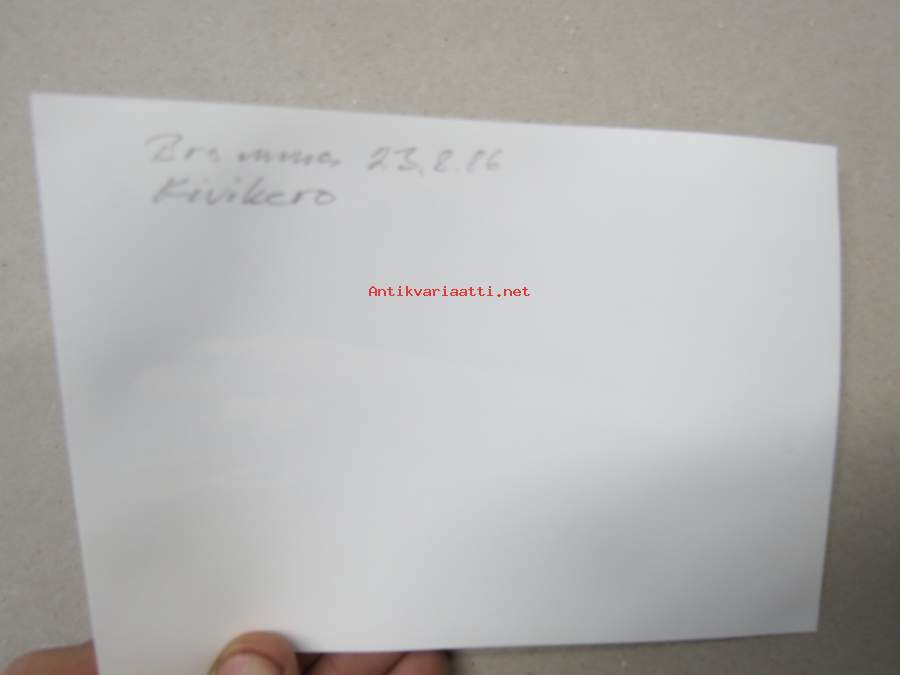 Bromma 23.8.86
Kivikero
Antikvariaatti.net